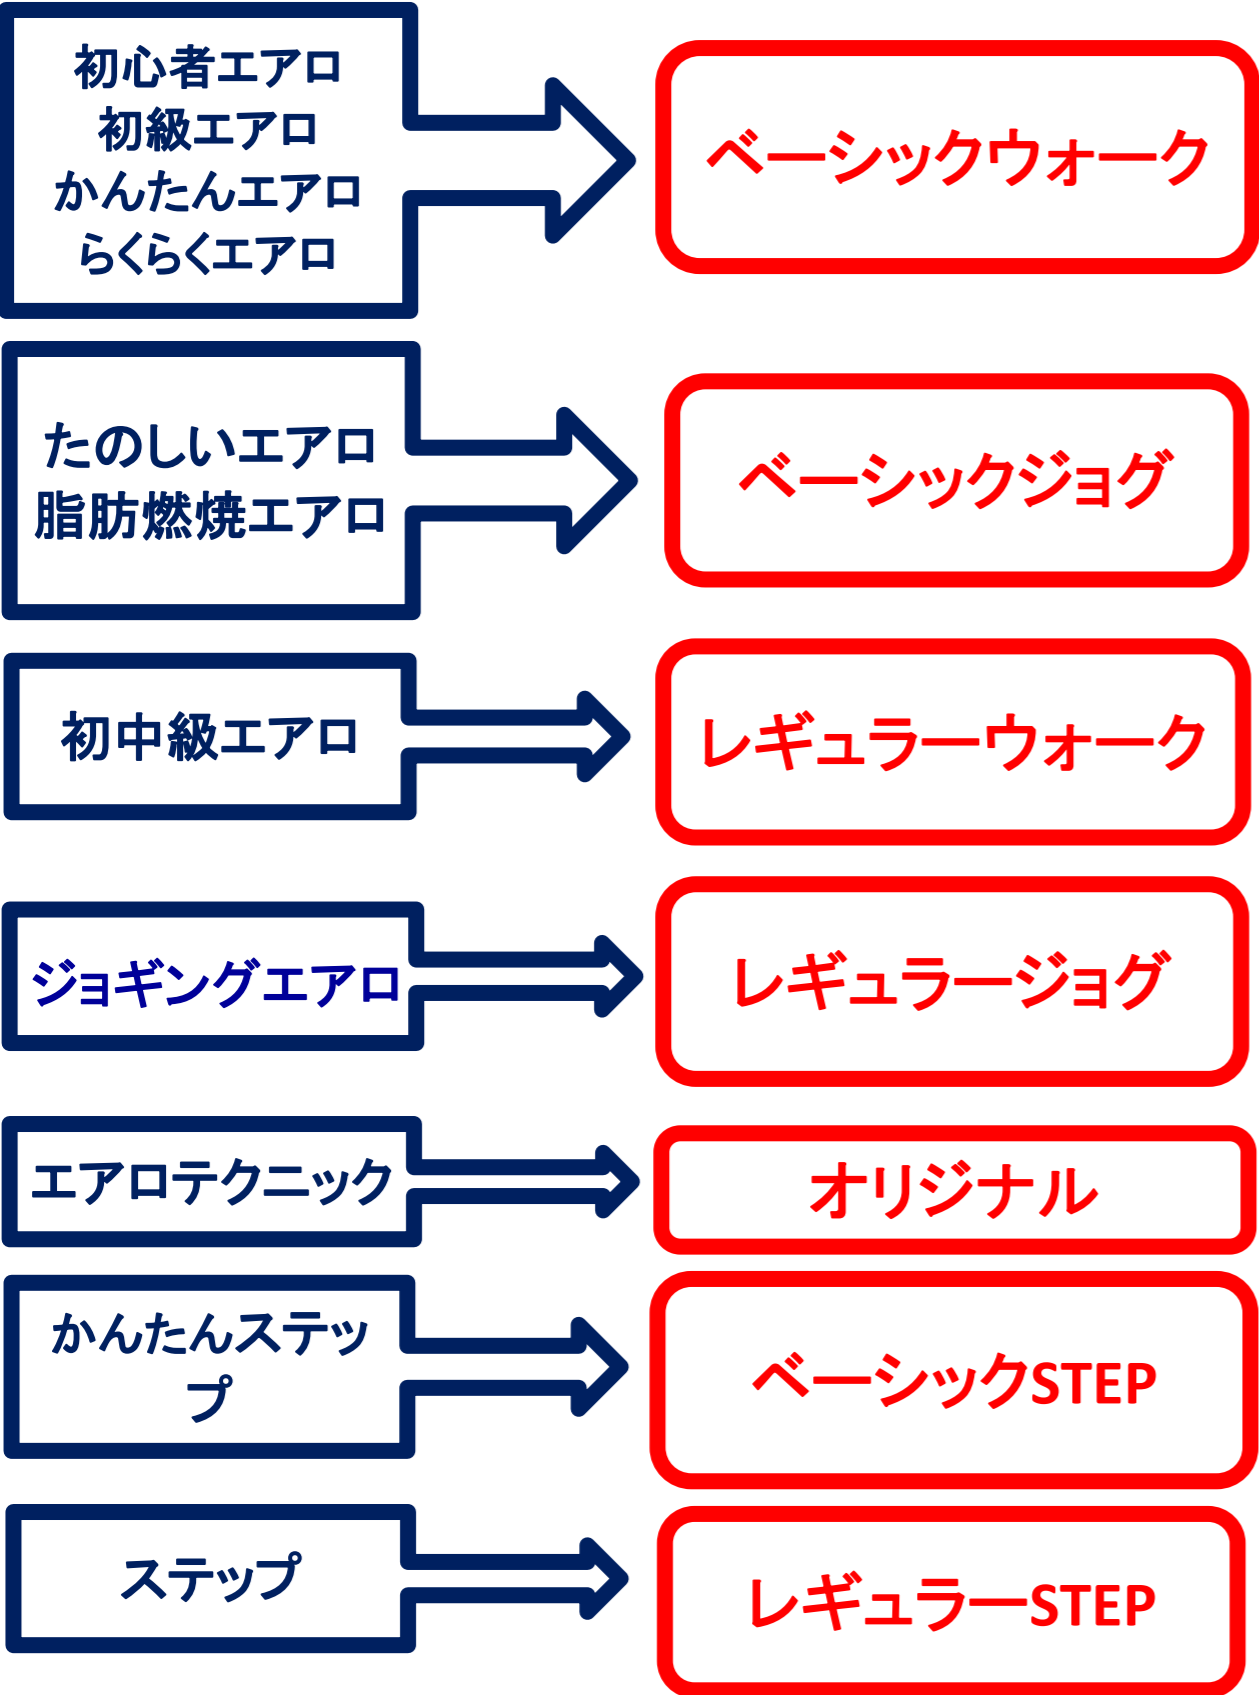 初心者エアロ
初級エアロ
かんたんエアロ
らくらくエアロ
ベーシックウォーク
たのしいエアロ
脂肪燃焼エアロ
ベーシックジョグ
初中級エアロ
レギュラーウォーク
ジョギングエアロ
レギュラージョグ
エアロテクニック
オリジナル
かんたんステッ
プ
ベーシックSTEP
ステップ
レギュラーSTEP